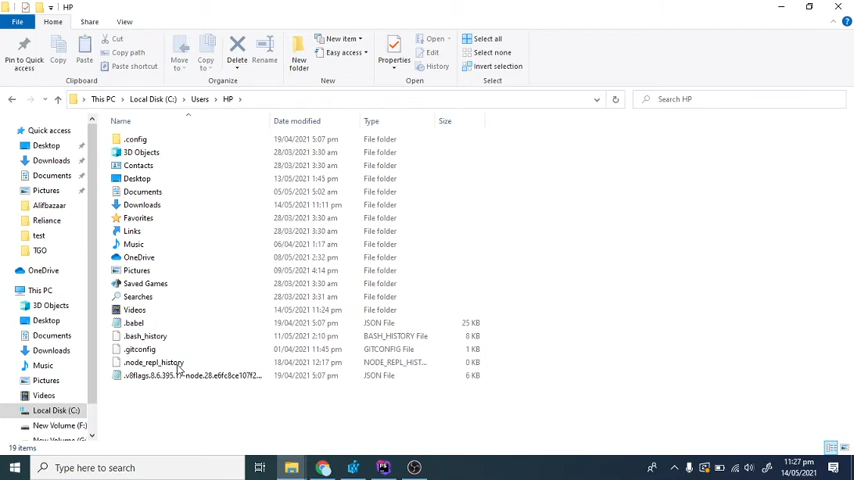 HP
File
Home
Share
View
Pin to Quick access
Copy
Paste
Cut
Copy path
Paste shortcut
Clipboard
Move to
Copy to
Delete
Rename
Organize
New folder
New item
Easy access
New
Properties
Open
Edit
History
Open
Select all
Select none
Invert selection
Select
This PC > Local Disk (C:) > Users > HP >
Search HP
Name Date modified Type Size
Quick access
Desktop
Downloads
Documents
Pictures
Alifbazar
Reliance
test
TGO
OneDrive
This PC
3D Objects
Desktop
Documents
Downloads
Music
Pictures
Videos
Local Disk (C:)
New Volume (F:)
.config 19/04/2021 5:07 pm File folder
3D Objects 28/03/2021 3:30 am File folder
Contacts 28/03/2021 3:30 am File folder
Desktop 13/05/2021 1:45 pm File folder
Documents 05/05/2021 2:52 am File folder
Downloads 14/05/2021 11:11 pm File folder
Favorites 28/03/2021 3:30 am File folder
Links 28/03/2021 3:30 am File folder
Music 06/04/2021 1:17 am File folder
OneDrive 08/05/2021 2:32 pm File folder
Pictures 09/05/2021 4:14 pm File folder
Saved Games 28/03/2021 3:30 am File folder
Searches 28/03/2021 3:31 am File folder
Videos 14/05/2021 11:24 pm File folder
.babel 19/04/2021 5:07 pm JSON File 25 KB
.bash_history 11/05/2021 2:10 pm BASH_HISTORY File 8 KB
.gitconfig 01/04/2021 11:45 pm GITCONFIG File 1 KB
.node_repl_history 18/04/2021 12:17 pm NODE_REPL_HIST... 0 KB
.v8flags.8.6.395.17-node.28.e6fc8ce107f2... 19/04/2021 5:07 pm JSON File 6 KB
19 items
Type here to search
11:27 pm
14/05/2021